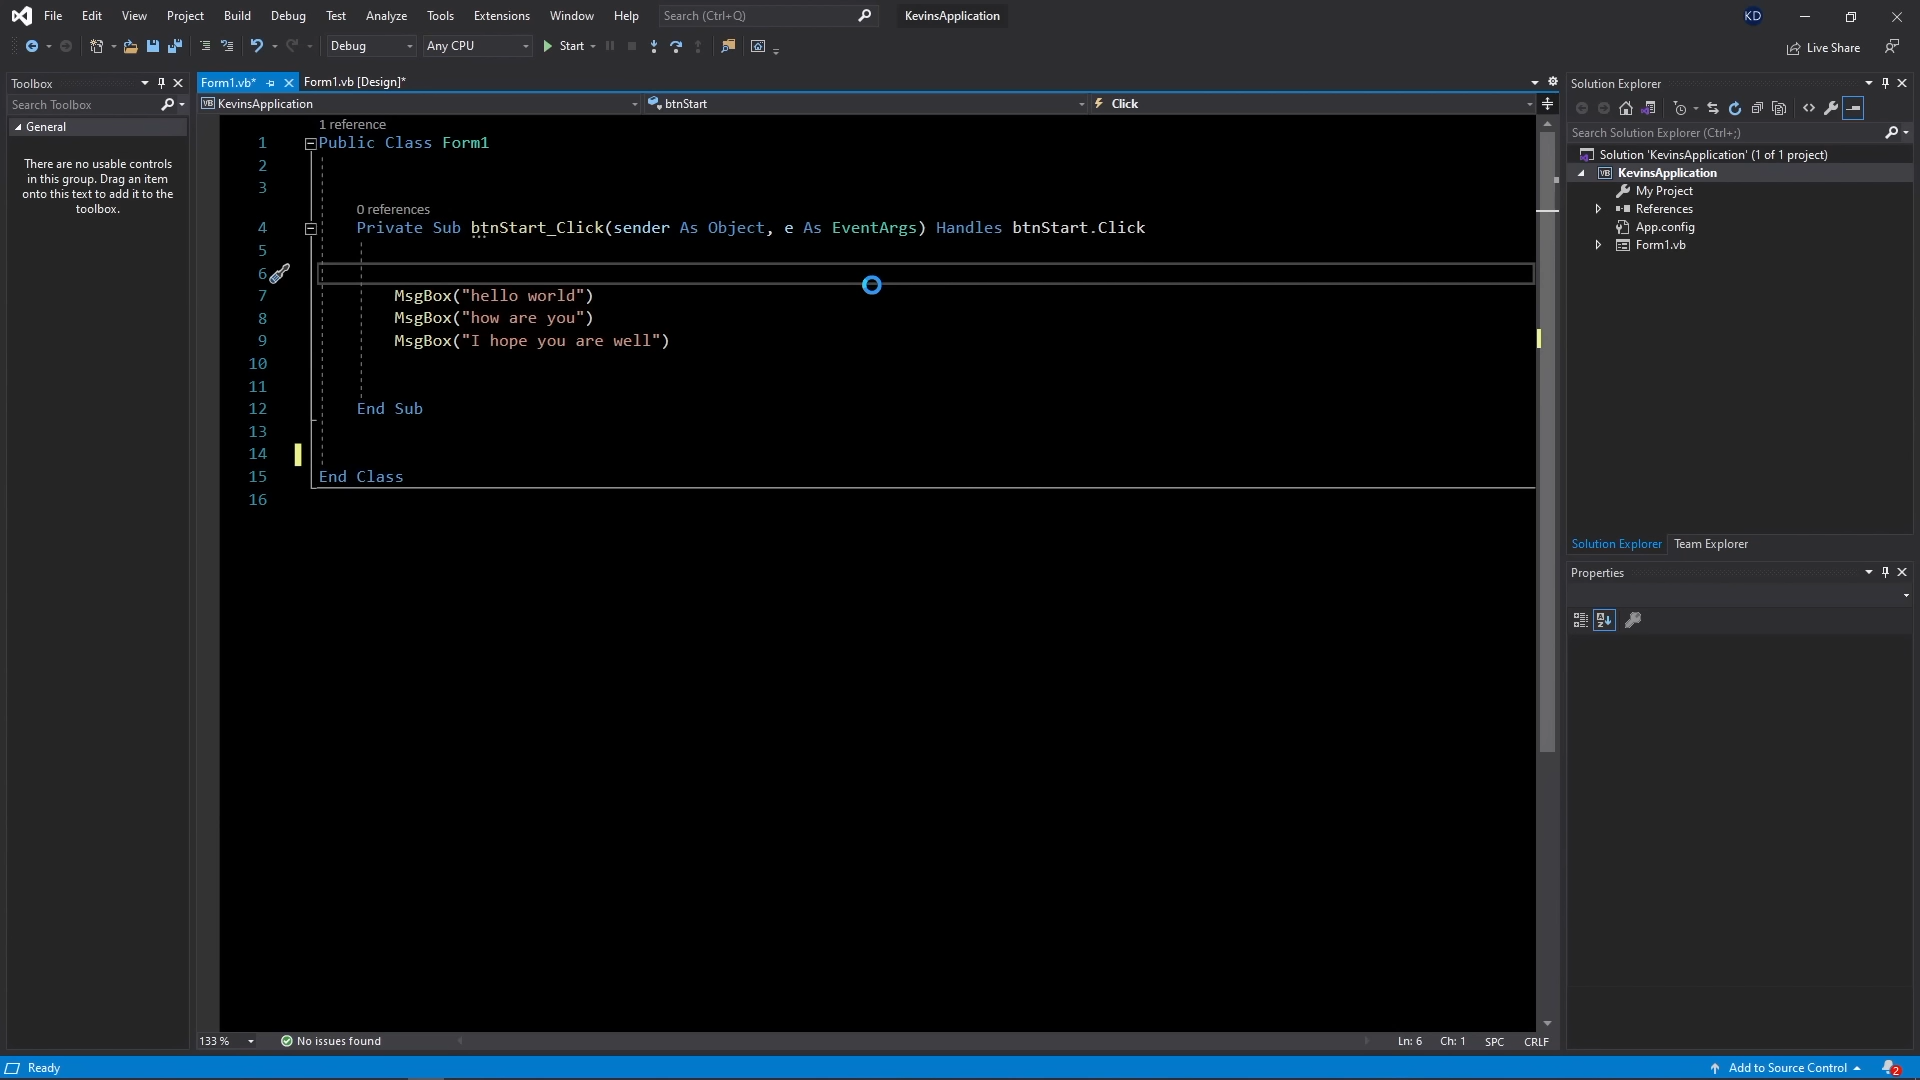 File Edit View Project Build Debug Test Analyze Tools Extensions Window Help Search (Ctrl+Q) KevinsApplication KD
Debug Any CPU Start Live Share
Toolbox
Search Toolbox
General
There are no usable controls
in this group. Drag an item
onto this text to add it to the
toolbox.
Form1.vb* Form1.vb [Design]*
VB KevinsApplication btnStart Click
1 reference
1 Public Class Form1
2
3
0 references
4 Private Sub btnStart_Click(sender As Object, e As EventArgs) Handles btnStart.Click
5
6
7 MsgBox("hello world")
8 MsgBox("how are you")
9 MsgBox("I hope you are well")
10
11
12 End Sub
13
14
15 End Class
16
133 % No issues found Ln: 6 Ch: 1 SPC CRLF
Solution Explorer
Search Solution Explorer (Ctrl+;)
Solution 'KevinsApplication' (1 of 1 project)
VB KevinsApplication
My Project
References
App.config
Form1.vb
Solution Explorer Team Explorer
Properties
Ready Add to Source Control 2